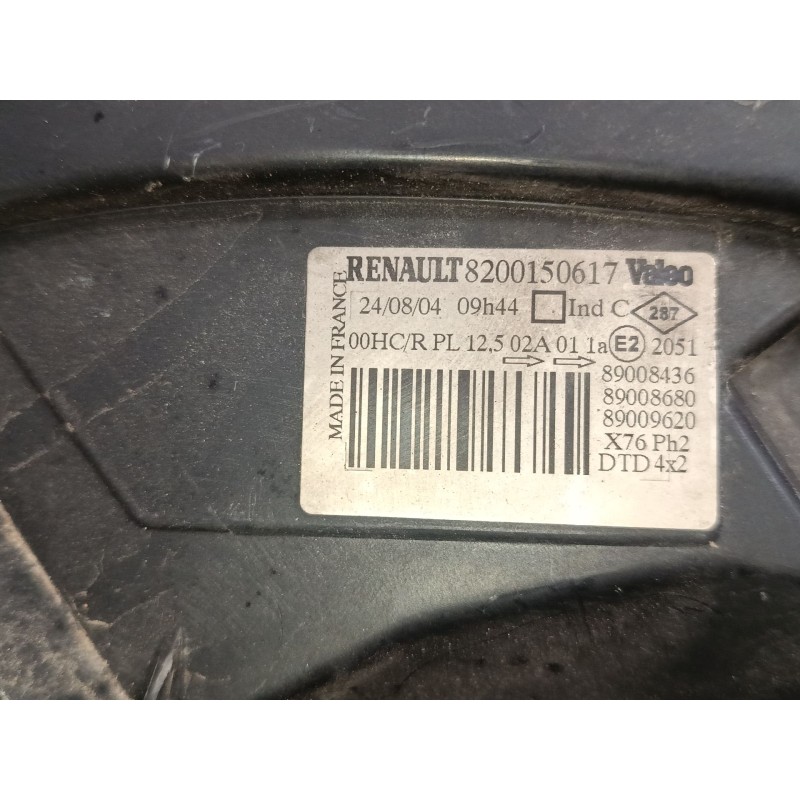 RENAULT 8200150617 Valeo
24/08/04 09h44 Ind C 287
00HC/R PL 12,5 02A 01 1a E2 2051
MADE IN FRANCE
89008436
89008680
89009620
X76 Ph2
DTD 4x2